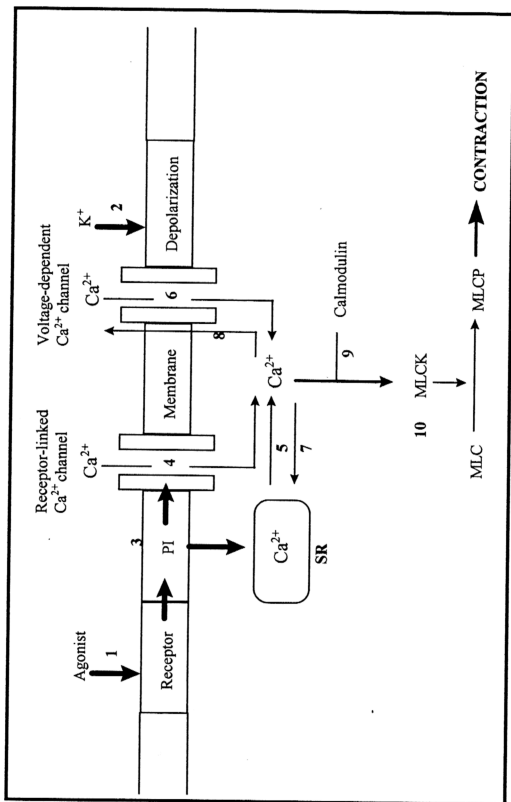 Receptor-linked
Ca²⁺ channel
Voltage-dependent
Ca²⁺ channel
Agonist
1
Ca²⁺
Ca²⁺
K⁺
2
3
Receptor
PI
4
Membrane
6
Depolarization
8
Ca²⁺
SR
5
7
Ca²⁺
9
Calmodulin
10
MLCK
MLC
MLCP
CONTRACTION